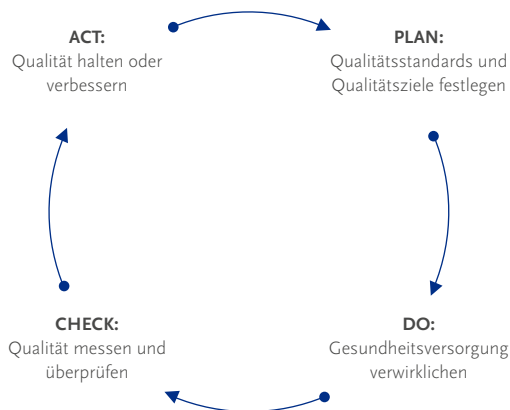 ACT:
Qualität halten oder
verbessern
PLAN:
Qualitätsstandards und
Qualitätsziele festlegen
CHECK:
Qualität messen und
überprüfen
DO:
Gesundheitsversorgung
verwirklichen